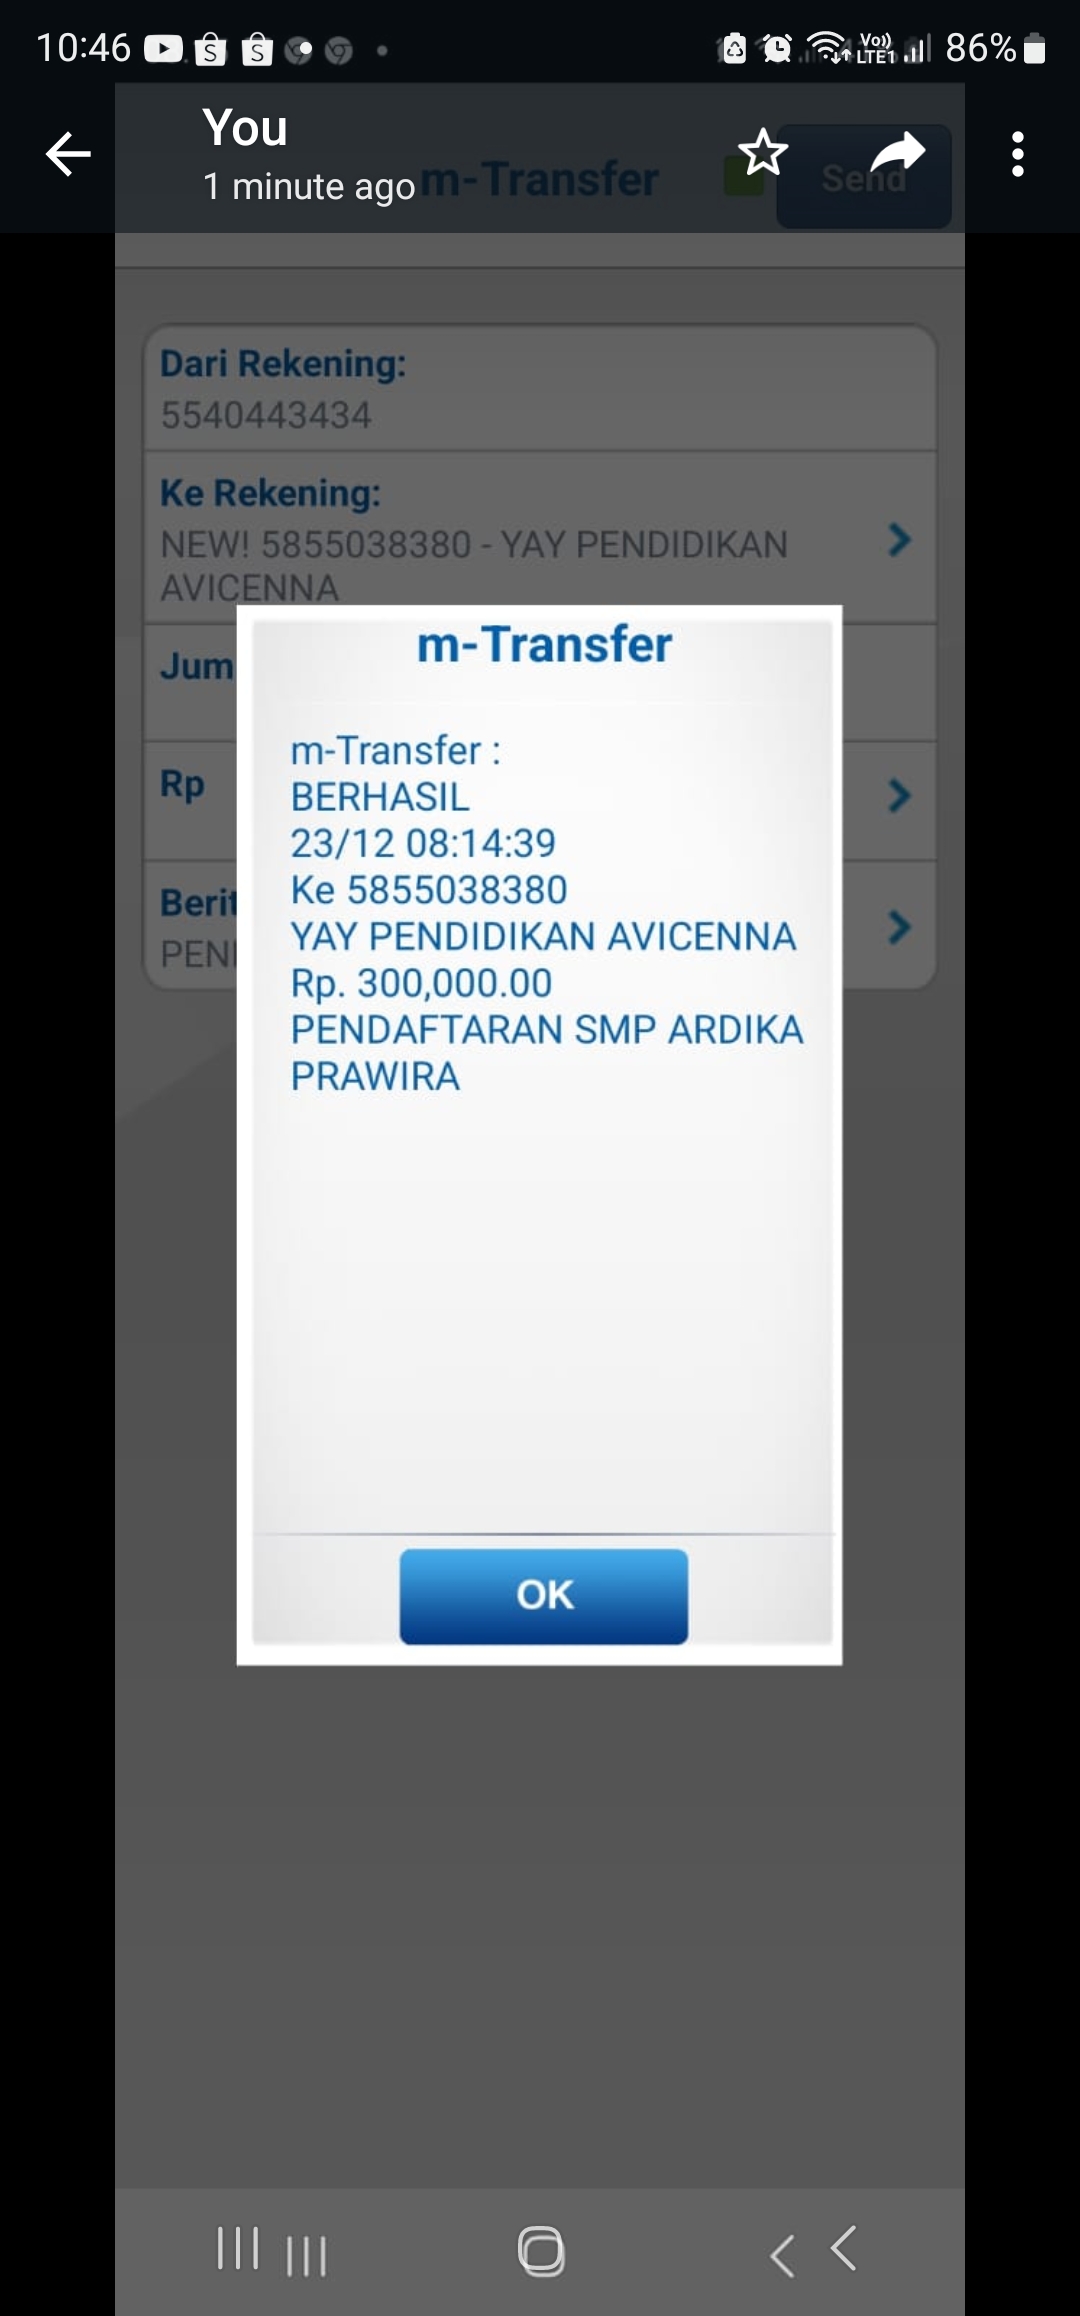 10:46
Vo)) LTE1
86%
You
1 minute ago
m-Transfer
Send
Dari Rekening:
5540443434
Ke Rekening:
NEW! 5855038380 - YAY PENDIDIKAN
AVICENNA
Jum
Rp
Berit
PEN
m-Transfer
m-Transfer :
BERHASIL
23/12 08:14:39
Ke 5855038380
YAY PENDIDIKAN AVICENNA
Rp. 300,000.00
PENDAFTARAN SMP ARDIKA
PRAWIRA
OK